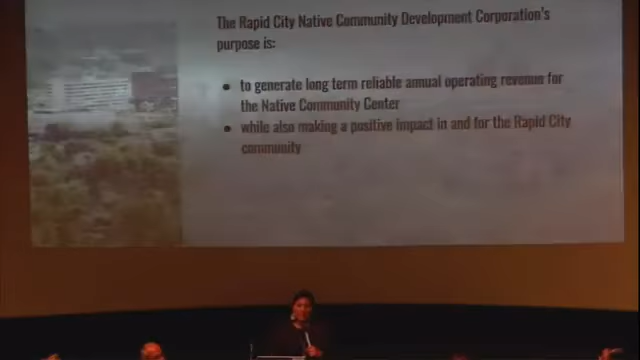 The Rapid City Native Community Development Corporation's
purpose is:
to generate long term reliable annual operating revenue for
the Native Community Center
while also making a positive impact in and for the Rapid City
community